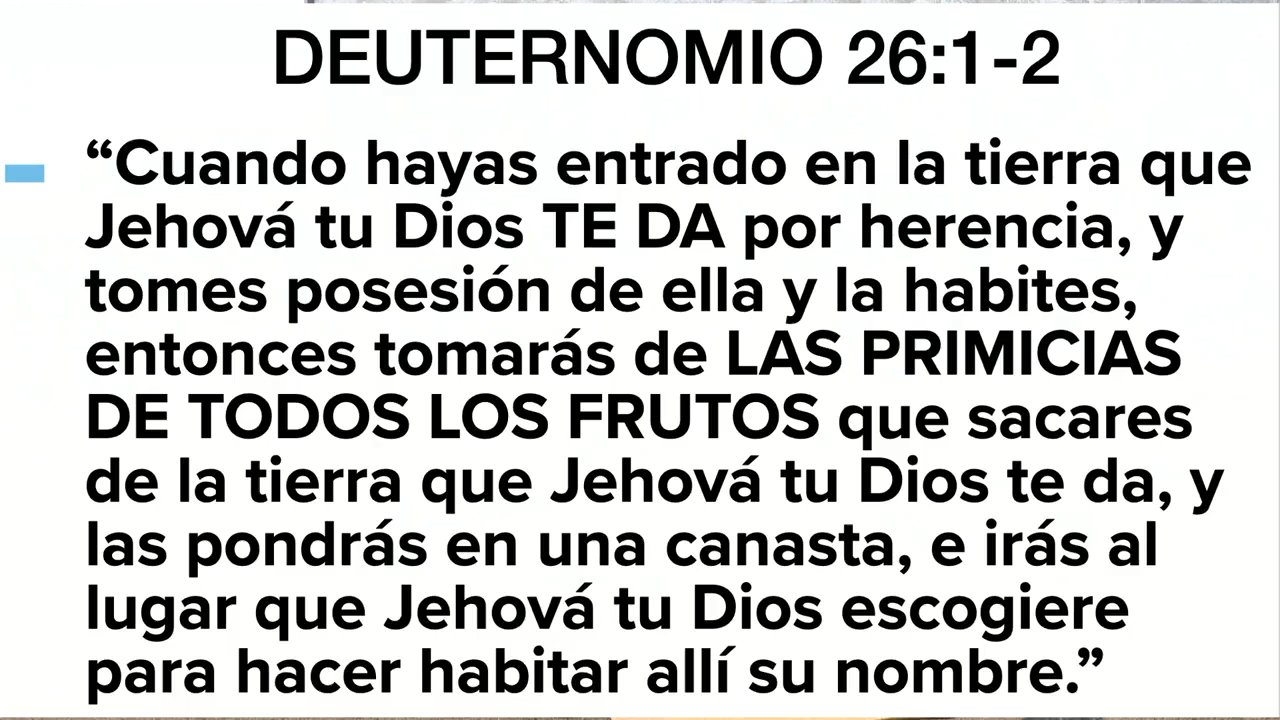 DEUTERNOMIO 26:1-2
“Cuando hayas entrado en la tierra que
Jehová tu Dios TE DA por herencia, y
tomes posesión de ella y la habites,
entonces tomarás de LAS PRIMICIAS
DE TODOS LOS FRUTOS que sacares
de la tierra que Jehová tu Dios te da, y
las pondrás en una canasta, e irás al
lugar que Jehová tu Dios escogiere
para hacer habitar allí su nombre.”